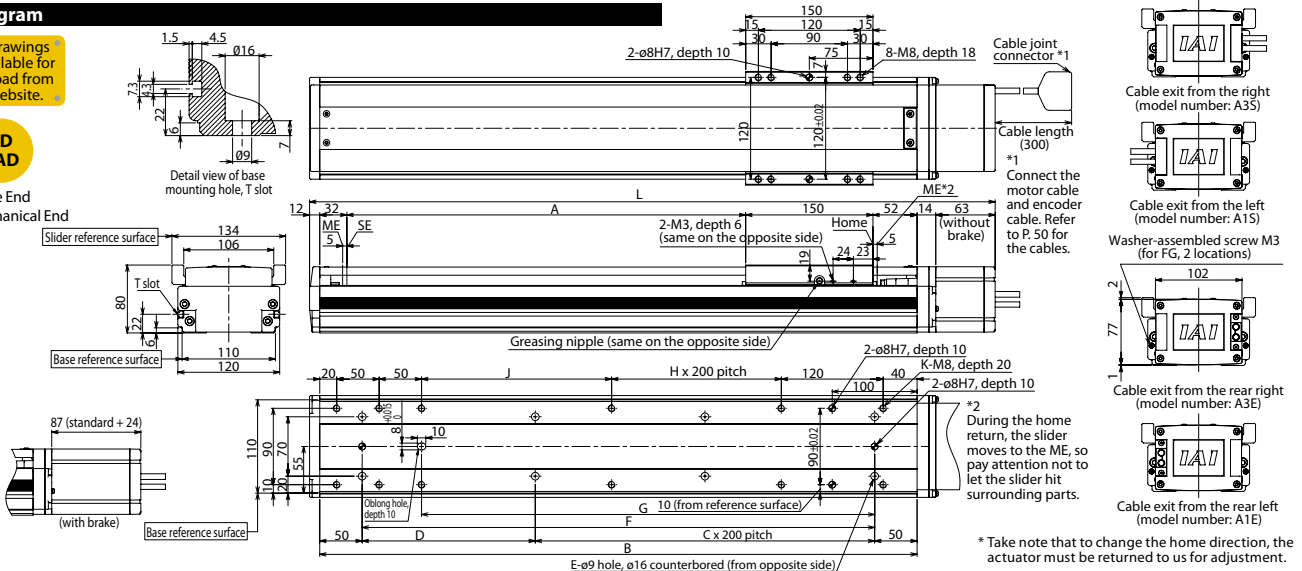 gram
rawings
ilable for
oad from
ebsite.
D
AD
e End
hanical End
1.5
4.5
Ø16
7.3
4.3
22
6
Ø9
7
Detail view of base
mounting hole, T slot
150
15
120
15
30
90
30
75
2-ø8H7, depth 10
7
8-M8, depth 18
120
120±0.02
Cable joint
connector *1
Cable length
(300)
*1
Connect the
motor cable
and encoder
cable. Refer
to P. 50 for
the cables.
L
ME*2
12
32
A
150
52
14
63
(without
brake)
ME
SE
5
2-M3, depth 6
(same on the opposite side)
Home
5
24
23
19
Greasing nipple (same on the opposite side)
Slider reference surface
134
106
T slot
80
22
6
Base reference surface
110
120
87 (standard + 24)
(with brake)
Base reference surface
2-ø8H7, depth 10
K-M8, depth 20
2-ø8H7, depth 10
20
50
50
J
H x 200 pitch
120
40
100
110
90
70
55
10
20
8 +0.015 0
10
Oblong hole,
depth 10
90±0.02
G
10 (from reference surface)
F
50
D
C x 200 pitch
50
B
E-ø9 hole, ø16 counterbored (from opposite side)
*2
During the home
return, the slider
moves to the ME, so
pay attention not to
let the slider hit
surrounding parts.
IAI
Cable exit from the right
(model number: A3S)
IAI
Cable exit from the left
(model number: A1S)
Washer-assembled screw M3
(for FG, 2 locations)
102
2
77
1
IAI
Cable exit from the rear right
(model number: A3E)
IAI
Cable exit from the rear left
(model number: A1E)
* Take note that to change the home direction, the
actuator must be returned to us for adjustment.